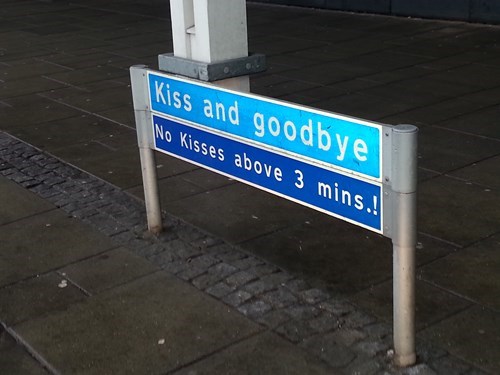 Kiss and goodbye
No Kisses above 3 mins.!